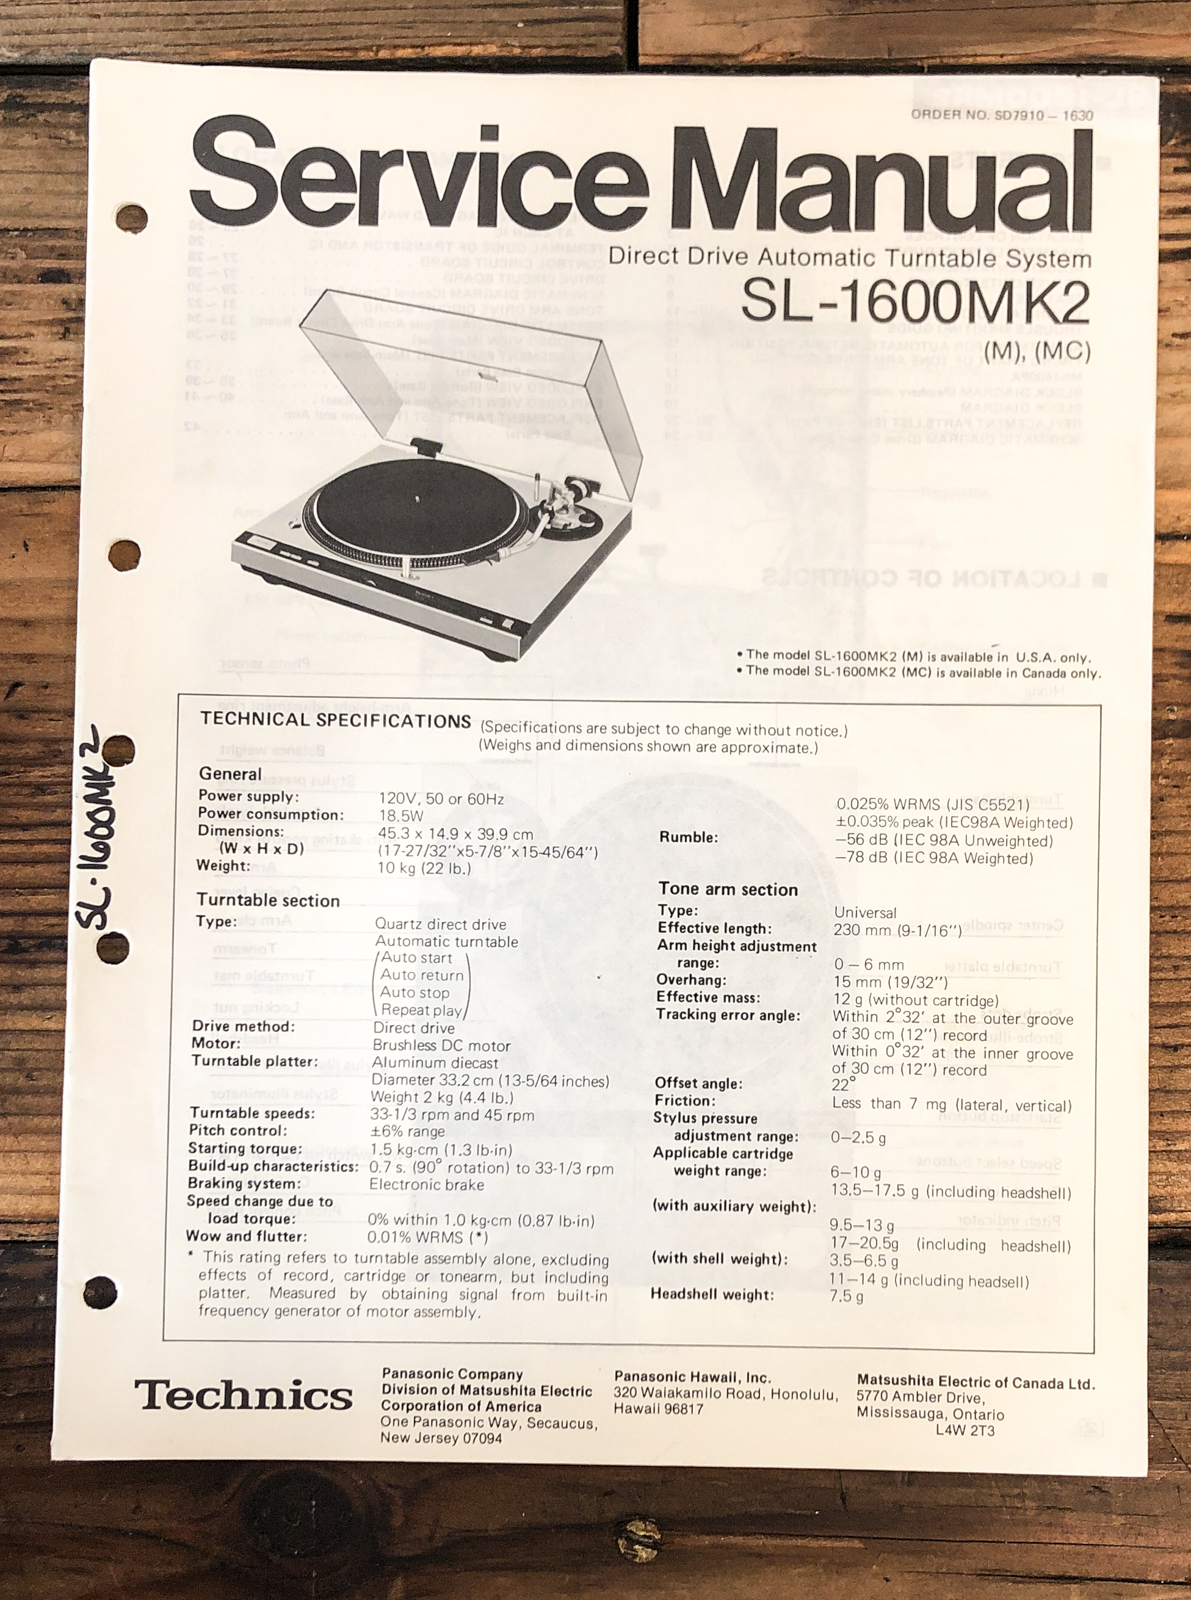 ORDER NO. SD7910 – 1630
Service Manual
Direct Drive Automatic Turntable System
SL-1600MK2
(M), (MC)
• The model SL-1600MK2 (M) is available in U.S.A. only.
• The model SL-1600MK2 (MC) is available in Canada only.
SL-1600MK2
TECHNICAL SPECIFICATIONS (Specifications are subject to change without notice.)
(Weighs and dimensions shown are approximate.)
General
Power supply: 120V, 50 or 60Hz
Power consumption: 18.5W
Dimensions: 45.3 x 14.9 x 39.9 cm
(W x H x D) (17-27/32''x5-7/8''x15-45/64'')
Weight: 10 kg (22 lb.)
Turntable section
Type: Quartz direct drive
Automatic turntable
(Auto start
Auto return
Auto stop
Repeat play)
Drive method: Direct drive
Motor: Brushless DC motor
Turntable platter: Aluminum diecast
Diameter 33.2 cm (13-5/64 inches)
Weight 2 kg (4.4 lb.)
Turntable speeds: 33-1/3 rpm and 45 rpm
Pitch control: ±6% range
Starting torque: 1.5 kg·cm (1.3 lb·in)
Build-up characteristics: 0.7 s. (90° rotation) to 33-1/3 rpm
Braking system: Electronic brake
Speed change due to
load torque: 0% within 1.0 kg·cm (0.87 lb·in)
Wow and flutter: 0.01% WRMS (*)
* This rating refers to turntable assembly alone, excluding
effects of record, cartridge or tonearm, but including
platter. Measured by obtaining signal from built-in
frequency generator of motor assembly.
0.025% WRMS (JIS C5521)
±0.035% peak (IEC98A Weighted)
Rumble: −56 dB (IEC 98A Unweighted)
−78 dB (IEC 98A Weighted)
Tone arm section
Type: Universal
Effective length: 230 mm (9-1/16'')
Arm height adjustment
range: 0 – 6 mm
Overhang: 15 mm (19/32'')
Effective mass: 12 g (without cartridge)
Tracking error angle: Within 2°32' at the outer groove
of 30 cm (12'') record
Within 0°32' at the inner groove
of 30 cm (12'') record
Offset angle: 22°
Friction: Less than 7 mg (lateral, vertical)
Stylus pressure
adjustment range: 0–2.5 g
Applicable cartridge
weight range: 6–10 g
13.5–17.5 g (including headshell)
(with auxiliary weight):
9.5–13 g
17–20.5g (including headshell)
(with shell weight): 3.5–6.5 g
11–14 g (including headsell)
Headshell weight: 7.5 g
Technics
Panasonic Company
Division of Matsushita Electric
Corporation of America
One Panasonic Way, Secaucus,
New Jersey 07094
Panasonic Hawaii, Inc.
320 Waiakamilo Road, Honolulu,
Hawaii 96817
Matsushita Electric of Canada Ltd.
5770 Ambler Drive,
Mississauga, Ontario
L4W 2T3